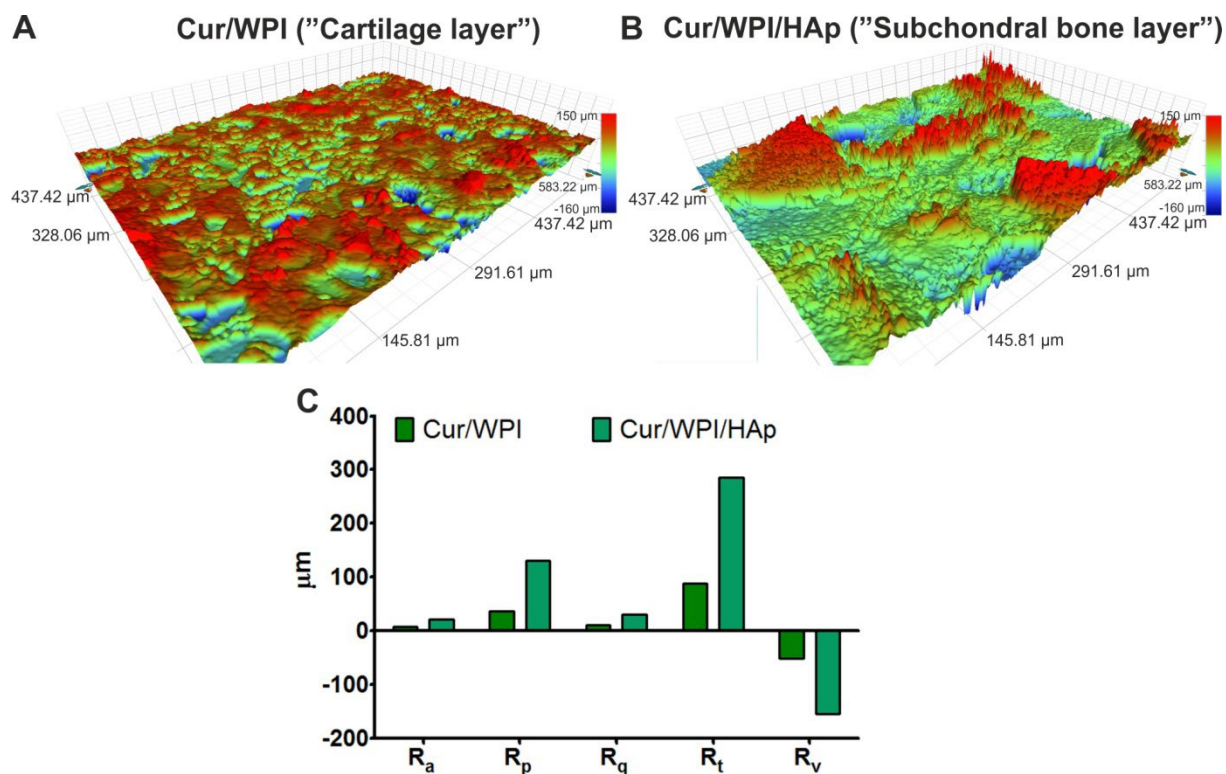 A
Cur/WPI (”Cartilage layer”)
150 µm
-160 µm
583.22 µm
437.42 µm
291.61 µm
145.81 µm
437.42 µm
328.06 µm
B
Cur/WPI/HAp (”Subchondral bone layer”)
150 µm
-160 µm
583.22 µm
437.42 µm
291.61 µm
145.81 µm
437.42 µm
328.06 µm
C
Cur/WPI
Cur/WPI/HAp
µm
400
300
200
100
0
-100
-200
Ra
Rp
Rq
Rt
Rv